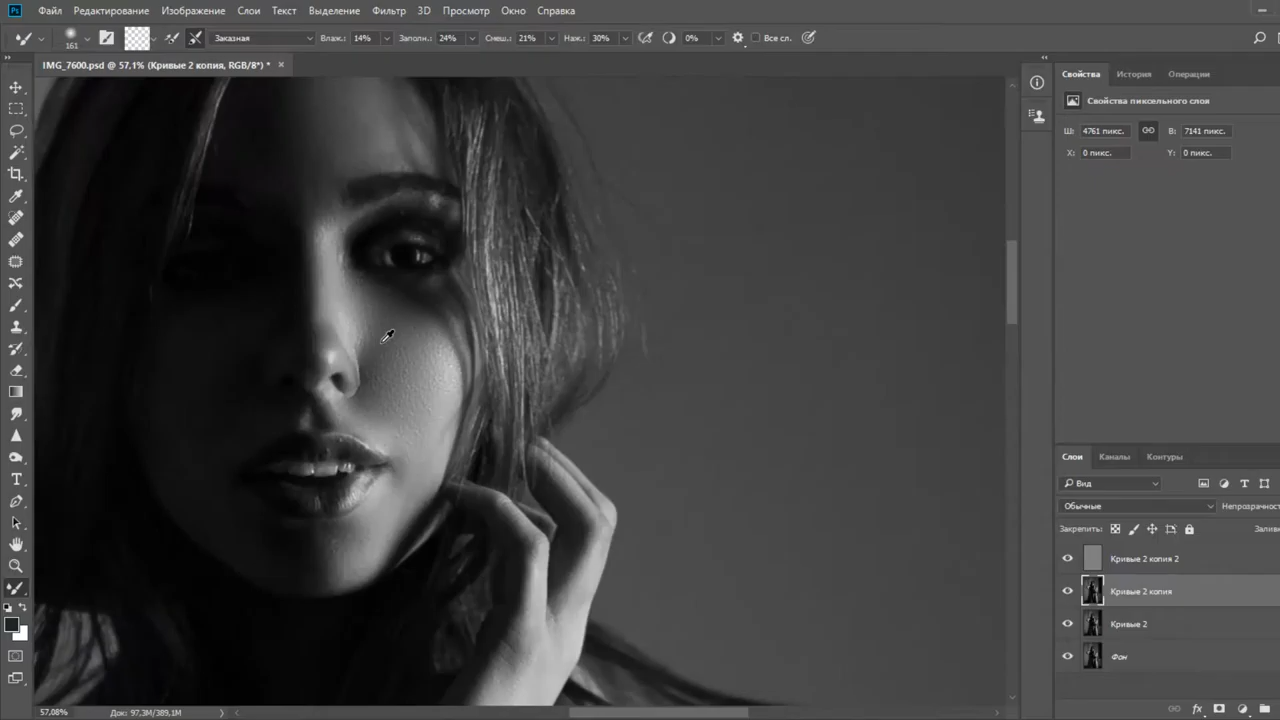 Ps Файл Редактирование Изображение Слои Текст Выделение Фильтр 3D Просмотр Окно Справка
161 Заказная Влаж.: 14% Заполн.: 24% Смеш.: 21% Наж.: 30% 0% Все сл.
IMG_7600.psd @ 57,1% (Кривые 2 копия, RGB/8*) * ×
Свойства История Операции
Свойства пиксельного слоя
Ш: 4761 пикс. В: 7141 пикс.
X: 0 пикс. Y: 0 пикс.
Слои Каналы Контуры
Вид
Обычные Непрозрачност
Закрепить: Заливк
Кривые 2 копия 2
Кривые 2 копия
Кривые 2
Фон
57,08% Док: 97,3M/389,1M